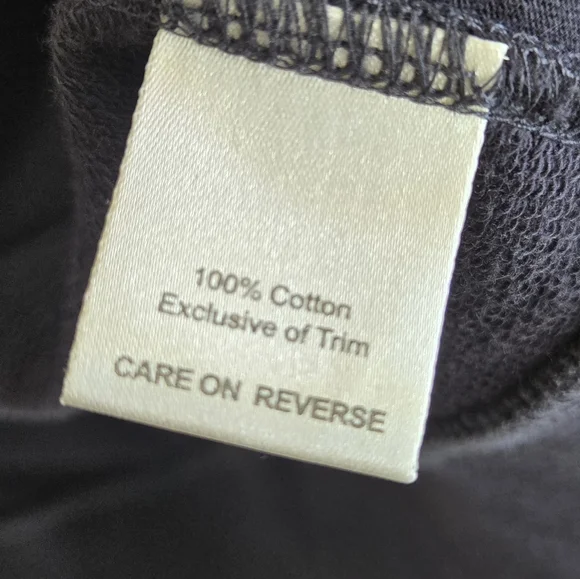 100% Cotton
Exclusive of Trim
CARE ON REVERSE